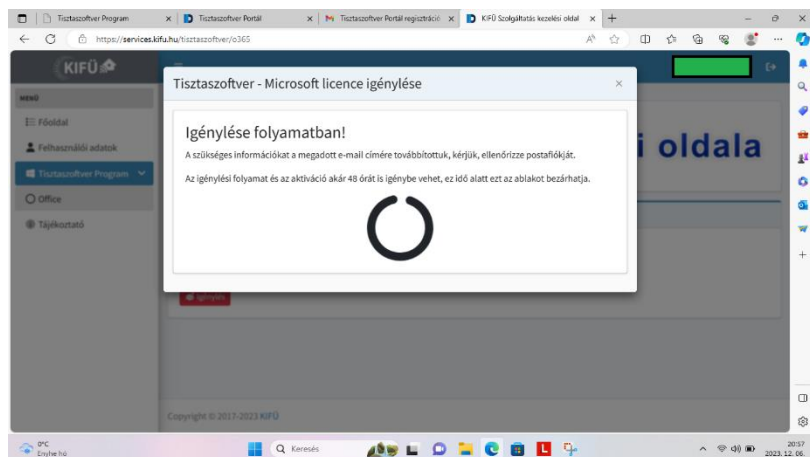 Tisztaszoftver Program
Tisztaszoftver Portál
Tisztaszoftver Portál regisztráció
KIFÜ Szolgáltatás kezelési oldal
https://services.kifu.hu/tisztaszoftver/o365
KIFÜ
MENÜ
Főoldal
Felhasználói adatok
Tisztaszoftver Program
Office
Tájékoztató
i oldala
Tisztaszoftver - Microsoft licence igénylése
Igénylése folyamatban!
A szükséges információkat a megadott e-mail címére továbbítottuk, kérjük, ellenőrizze postafiókját.
Az igénylési folyamat és az aktiváció akár 48 órát is igénybe vehet, ez idő alatt ezt az ablakot bezárhatja.
Igénylés
Copyright © 2017-2023 KIFÜ
0°C
Enyhe hó
Keresés
20:57
2023. 12. 06.